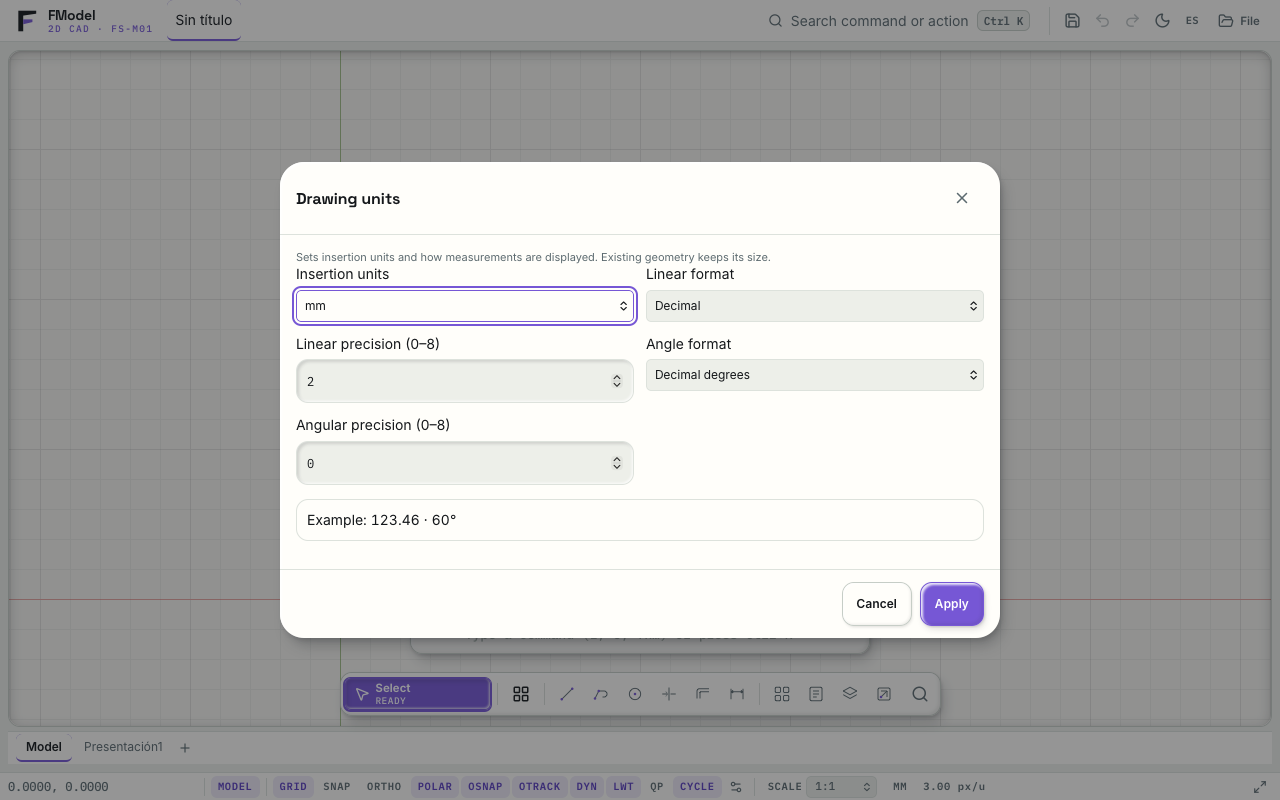 FModel
2D CAD · FS-M01
Sin título
Search command or action
Ctrl K
ES
File
Drawing units
Sets insertion units and how measurements are displayed. Existing geometry keeps its size.
Insertion units
Linear format
mm
Decimal
Linear precision (0–8)
Angle format
2
Decimal degrees
Angular precision (0–8)
0
Example: 123.46 · 60°
Cancel
Apply
Select
READY
Model
Presentación1
0.0000, 0.0000
MODEL
GRID
SNAP
ORTHO
POLAR
OSNAP
OTRACK
DYN
LWT
QP
CYCLE
SCALE
1:1
MM
3.00 px/u